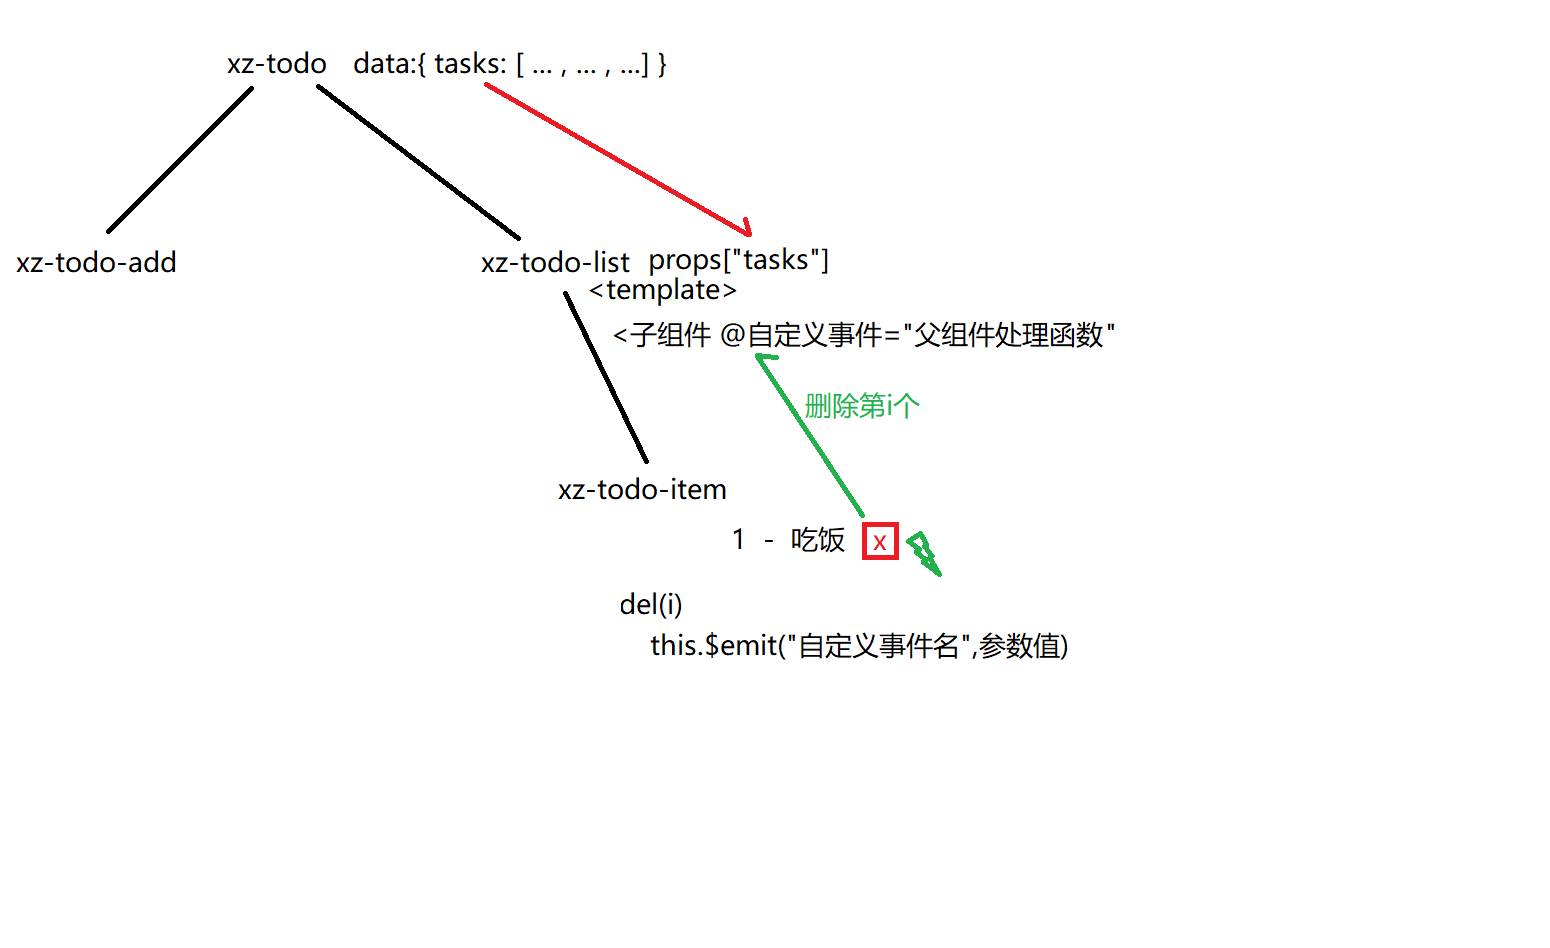 xz-todo data:{ tasks: [ ... , ... , ...] }
xz-todo-add
xz-todo-list props["tasks"]
<template>
<子组件 @自定义事件="父组件处理函数"
删除第i个
xz-todo-item
1 - 吃饭 x
del(i)
this.$emit("自定义事件名",参数值)